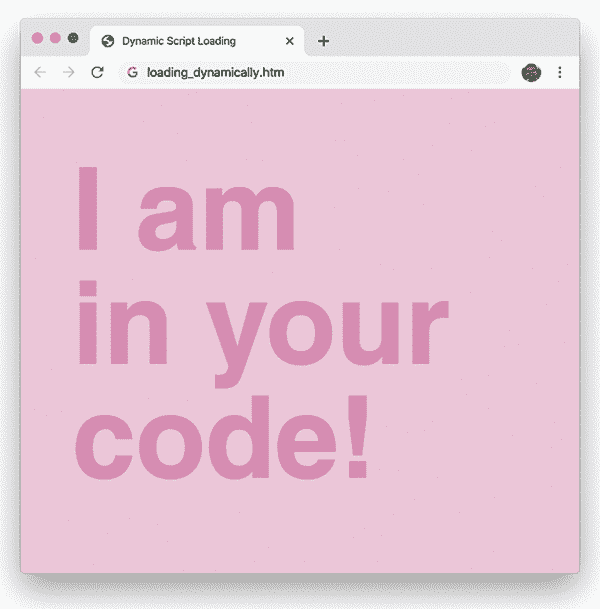 Dynamic Script Loading
loading_dynamically.htm
I am
in your
code!